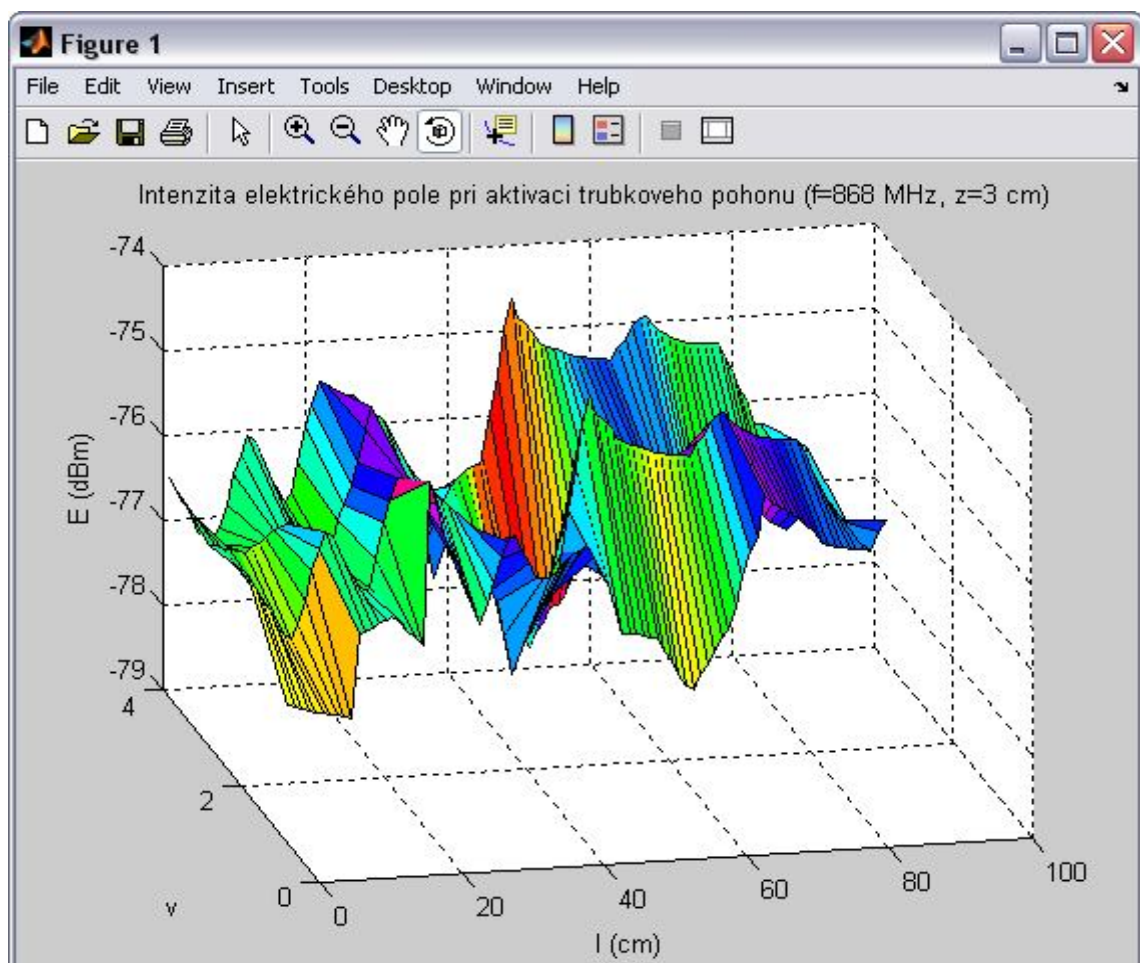 Figure 1
File Edit View Insert Tools Desktop Window Help
Intenzita elektrického pole pri aktivaci trubkoveho pohonu (f=868 MHz, z=3 cm)
-74
-75
-76
-77
-78
-79
E (dBm)
4
2
0
v
0
20
40
60
80
100
l (cm)